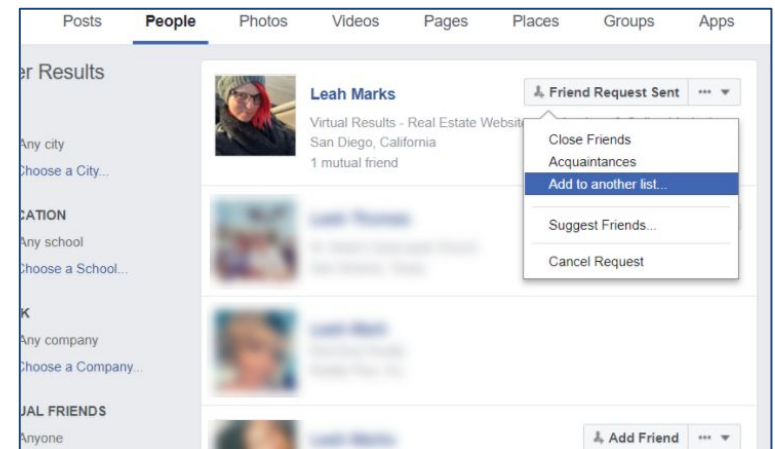 Posts People Photos Videos Pages Places Groups Apps
er Results
Any city
Choose a City...
CATION
Any school
Choose a School...
K
Any company
Choose a Company...
UAL FRIENDS
Anyone
Leah Marks
Friend Request Sent
Virtual Results - Real Estate Websit
San Diego, California
1 mutual friend
Close Friends
Acquaintances
Add to another list...
Suggest Friends...
Cancel Request
Add Friend